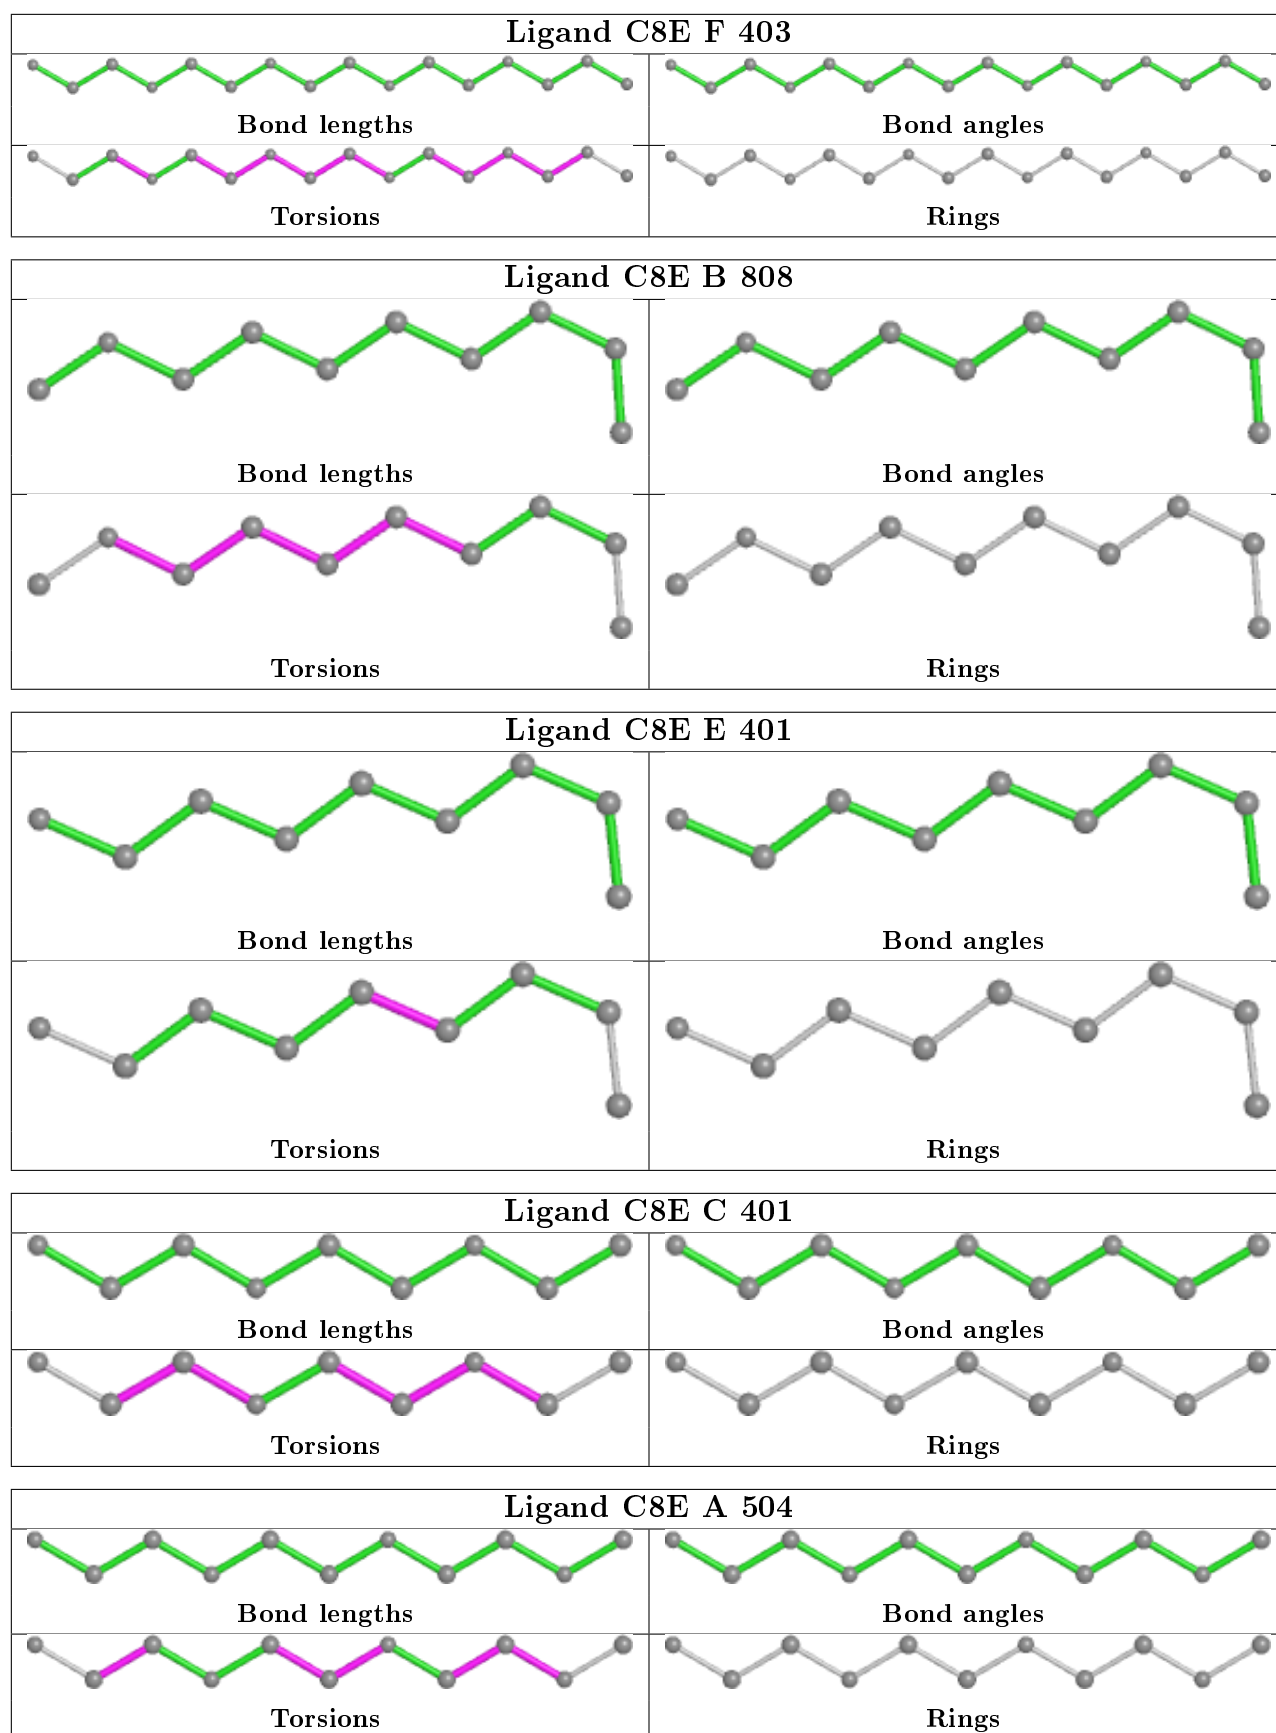 Ligand C8E F 403
Bond lengths
Bond angles
Torsions
Rings
Ligand C8E B 808
Bond lengths
Bond angles
Torsions
Rings
Ligand C8E E 401
Bond lengths
Bond angles
Torsions
Rings
Ligand C8E C 401
Bond lengths
Bond angles
Torsions
Rings
Ligand C8E A 504
Bond lengths
Bond angles
Torsions
Rings